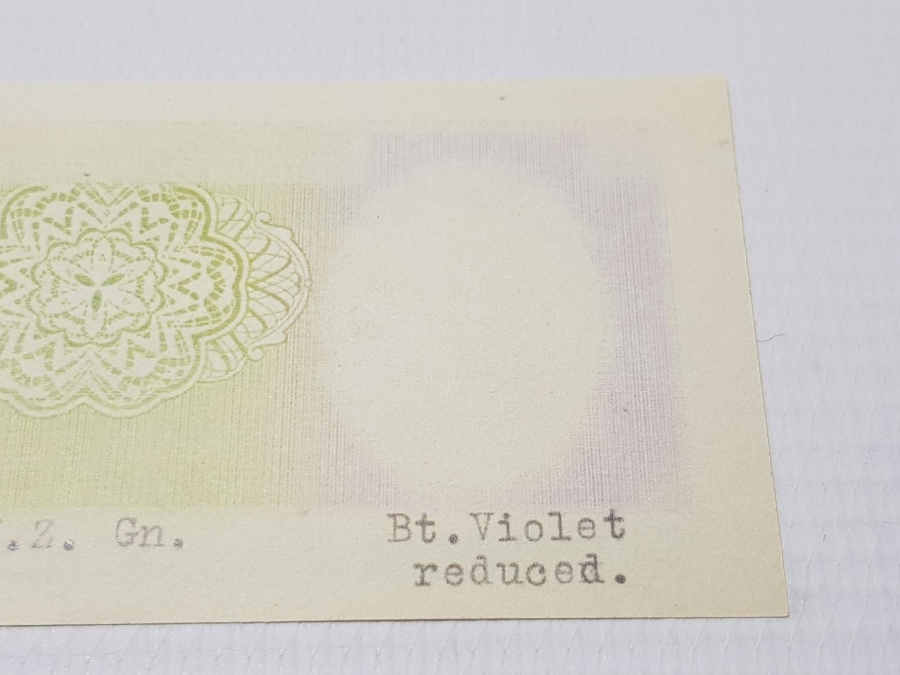 .Z. Gn.
Bt.Violet
reduced.